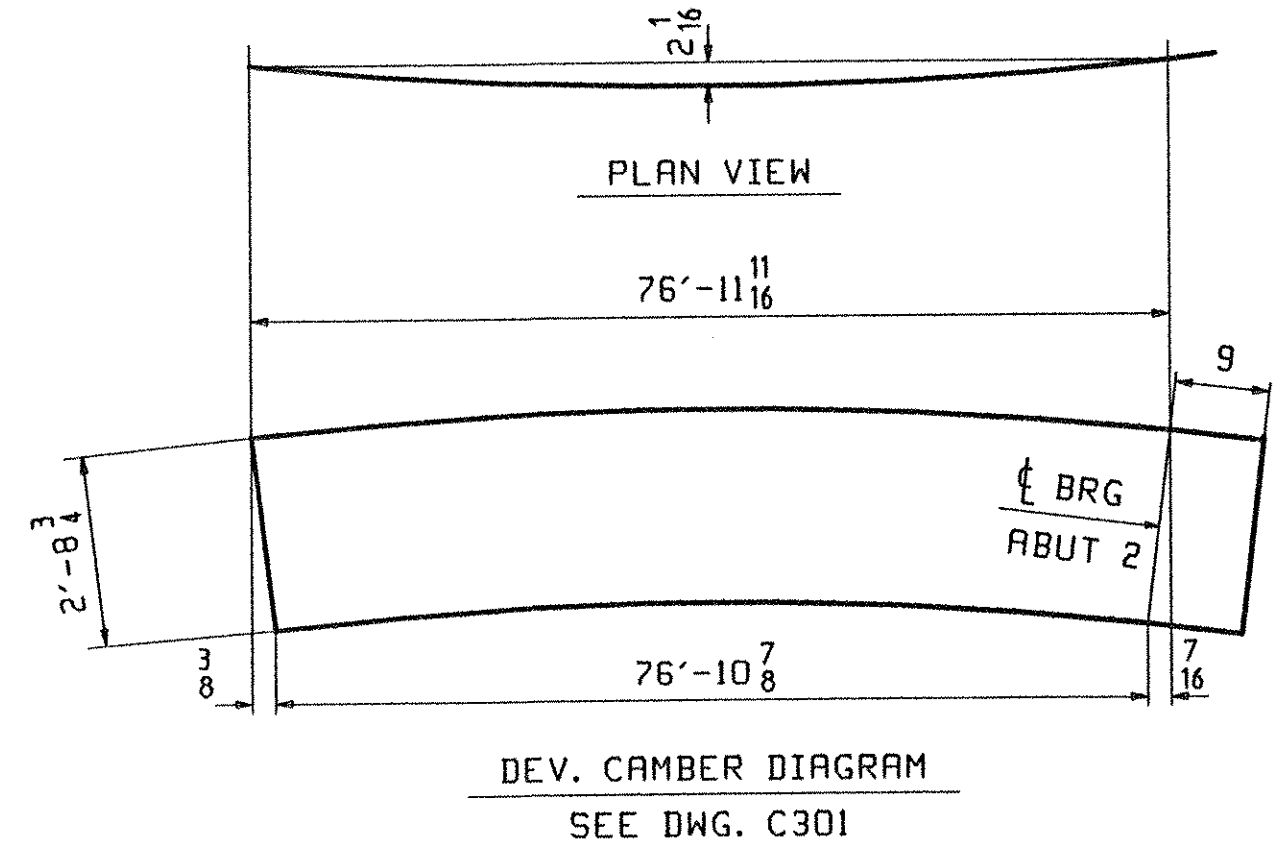 2 1/16
PLAN VIEW
76'-11 11/16
9
2'-8 3/4
℄ BRG
ABUT 2
3/8
76'-10 7/8
7/16
DEV. CAMBER DIAGRAM
SEE DWG. C301